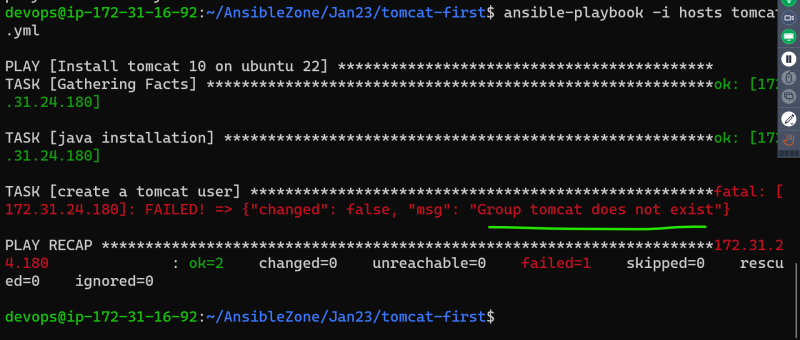 devops@ip-172-31-16-92:~/AnsibleZone/Jan23/tomcat-first$ ansible-playbook -i hosts tomcat
.yml
PLAY [Install tomcat 10 on ubuntu 22] *******************************************
TASK [Gathering Facts] **********************************************************ok: [172
.31.24.180]
TASK [java installation] ********************************************************ok: [172
.31.24.180]
TASK [create a tomcat user] *****************************************************fatal: [
172.31.24.180]: FAILED! => {"changed": false, "msg": "Group tomcat does not exist"}
PLAY RECAP **********************************************************************172.31.2
4.180              : ok=2    changed=0    unreachable=0    failed=1    skipped=0    rescu
ed=0    ignored=0
devops@ip-172-31-16-92:~/AnsibleZone/Jan23/tomcat-first$